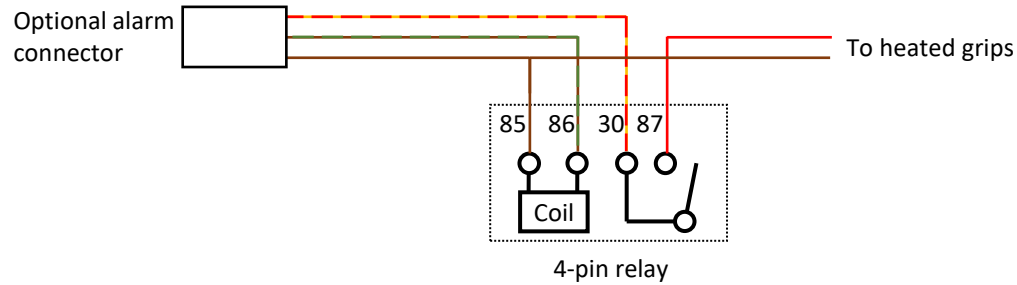 Optional alarm
connector
To heated grips
85 86 30 87
Coil
4-pin relay